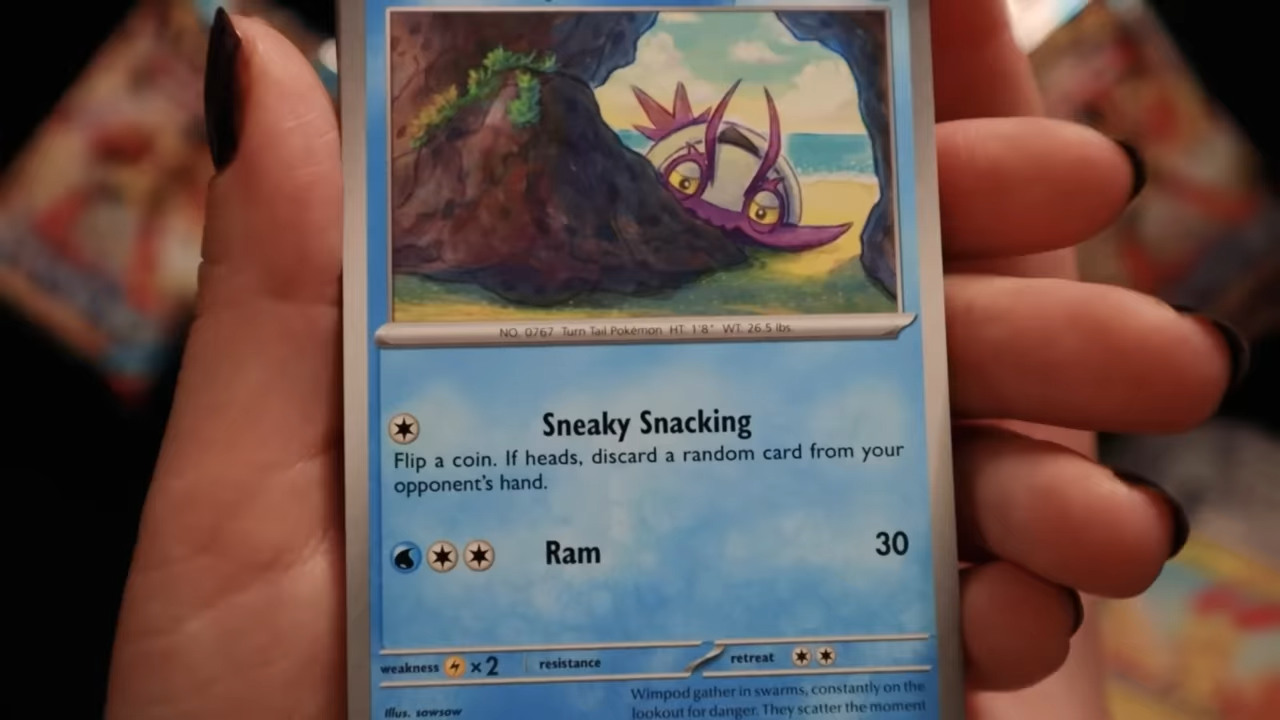 NO. 0767 Turn Tail Pokémon HT. 1'8" WT. 26.5 lbs.
Sneaky Snacking
Flip a coin. If heads, discard a random card from your
opponent's hand.
Ram 30
weakness ×2 resistance retreat
Illus. sowsow
Wimpod gather in swarms, constantly on the
lookout for danger. They scatter the moment